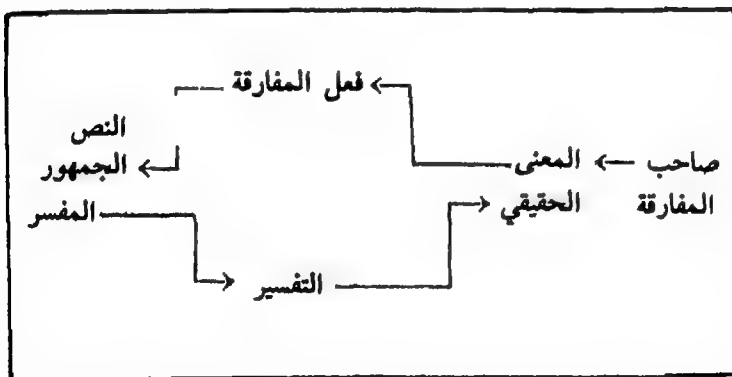 فعل المفارقة
النص
صاحب المعنى الجمهور
المفارقة الحقيقي المفسر
التفسير